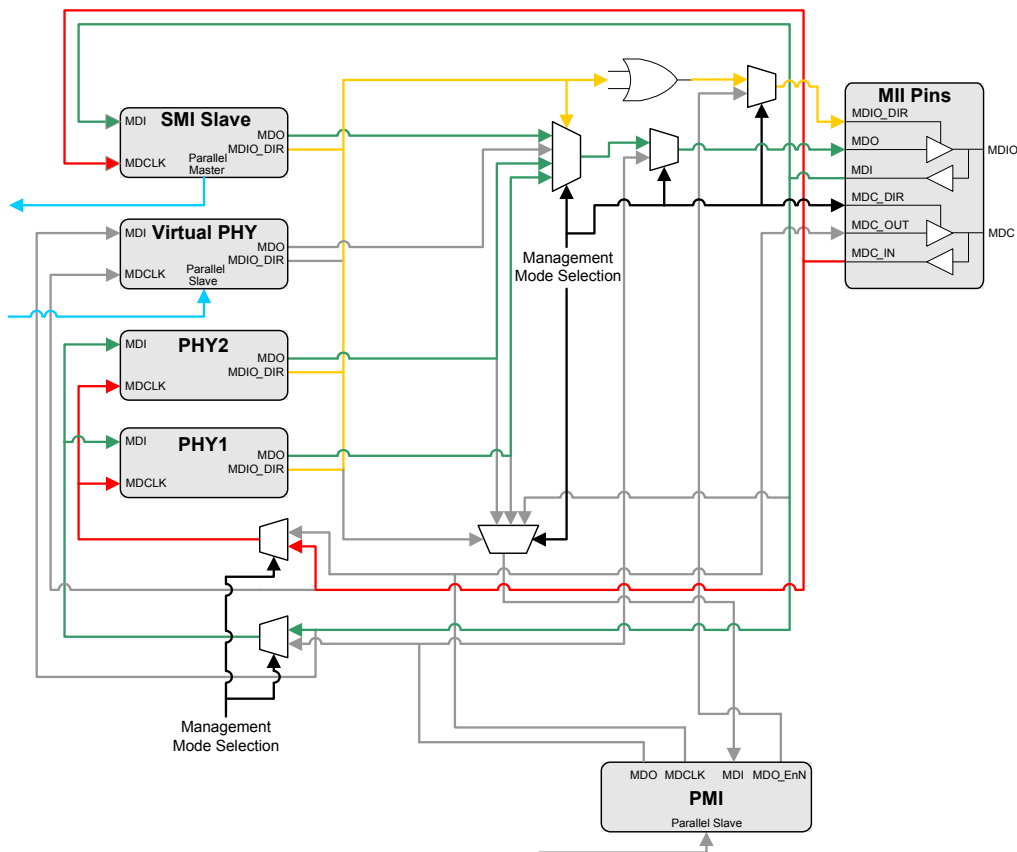 SMI Slave
MDI
MDCLK
MDO
MDIO_DIR
Parallel
Master
Virtual PHY
MDI
MDCLK
MDO
MDIO_DIR
Parallel
Slave
PHY2
MDI
MDCLK
MDO
MDIO_DIR
PHY1
MDI
MDCLK
MDO
MDIO_DIR
Management
Mode Selection
MII Pins
MDIO_DIR
MDO
MDI
MDC_DIR
MDC_OUT
MDC_IN
MDIO
MDC
Management
Mode Selection
MDO
MDCLK
MDI
MDO_EnN
PMI
Parallel Slave